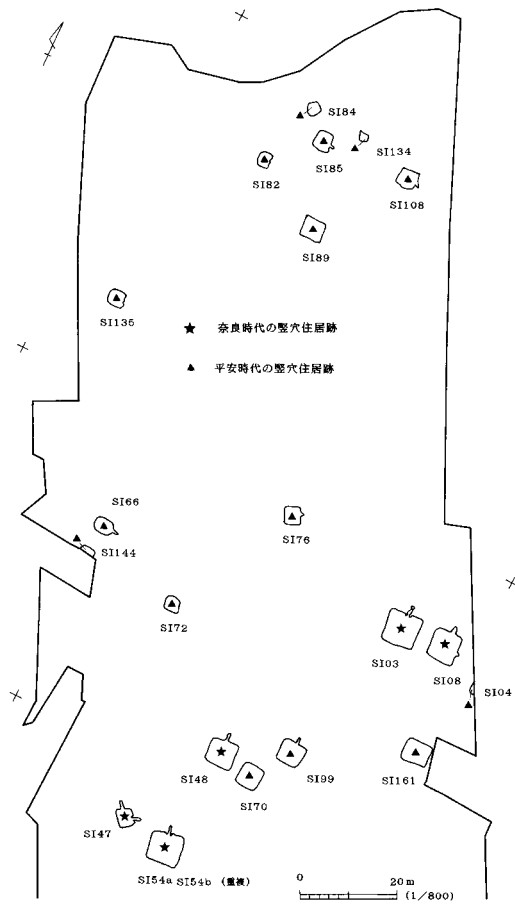 SI84
SI134
SI85
SI82
SI108
SI89
SI135
★ 奈良時代の竪穴住居跡
▲ 平安時代の竪穴住居跡
SI66
SI76
SI144
SI72
SI03
SI08
SI04
SI48
SI99
SI161
SI70
SI47
SI54a SI54b (重複)
0 20m
(1/800)